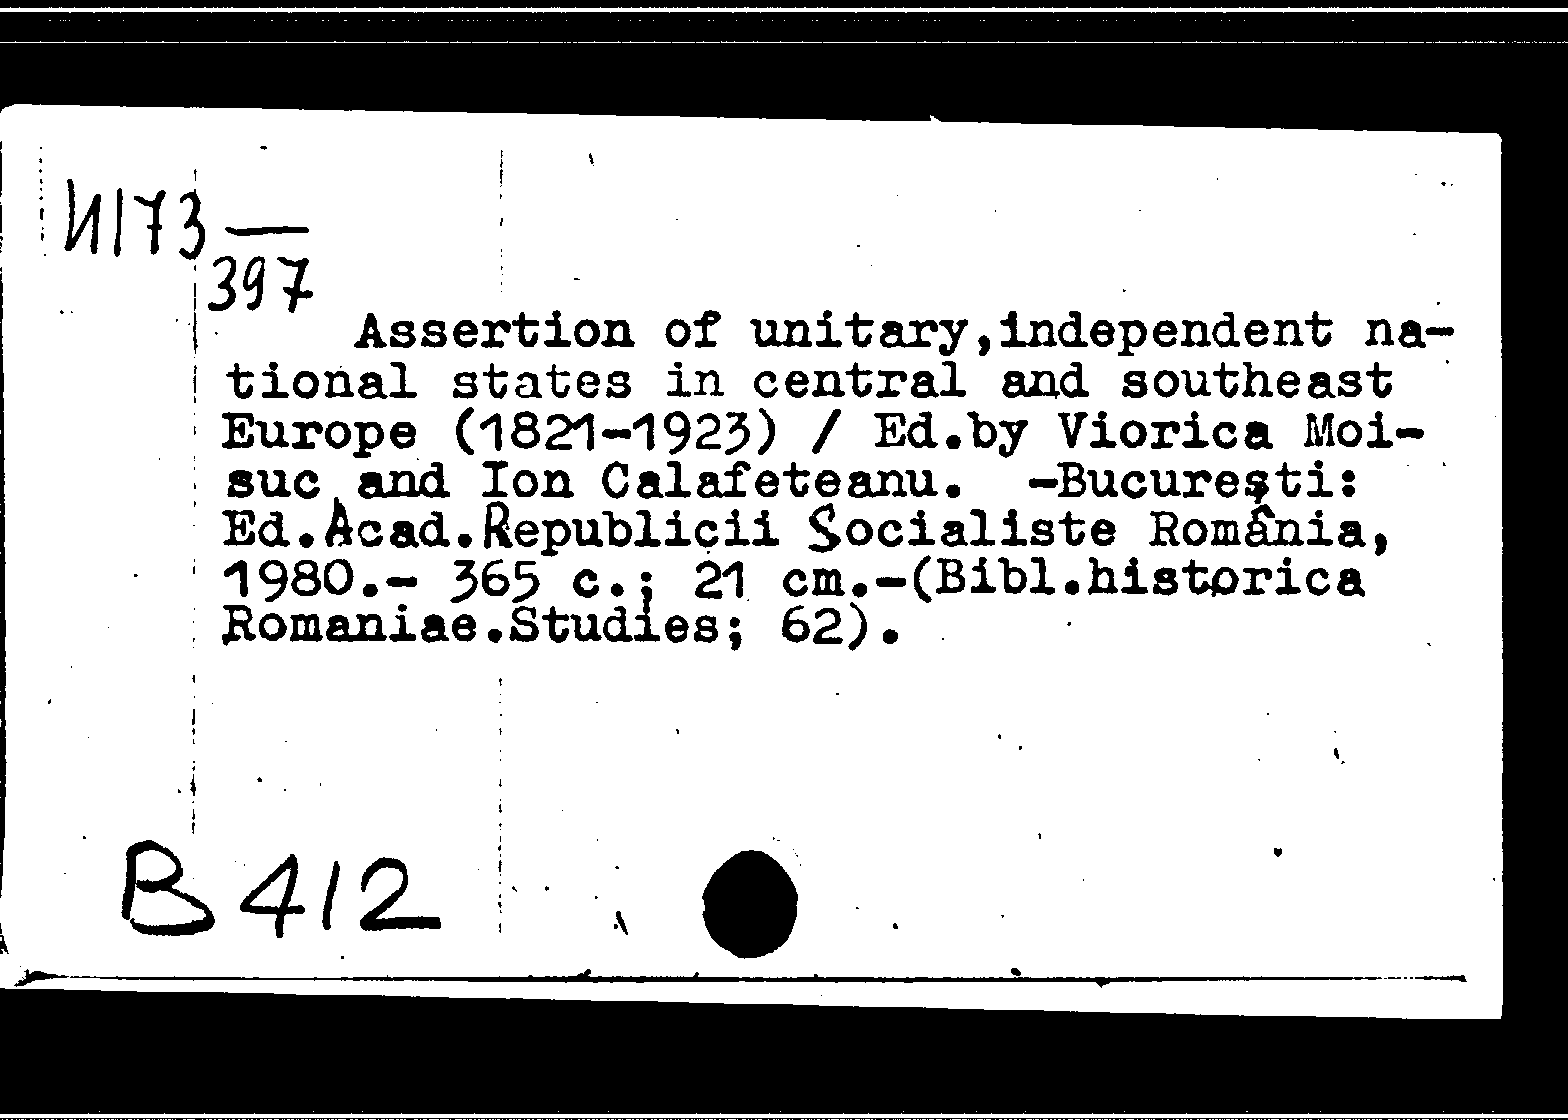 И173 —
397
Assertion of unitary,independent na-
tional states in central and southeast
Europe (1821-1923) / Ed.by Viorica Moi-
suc and Ion Calafeteanu. -Bucureşti:
Ed.Acad.Republicii Socialiste România,
1980.- 365 c.; 21 cm.-(Bibl.historica
Romaniae.Studies; 62).
B 412